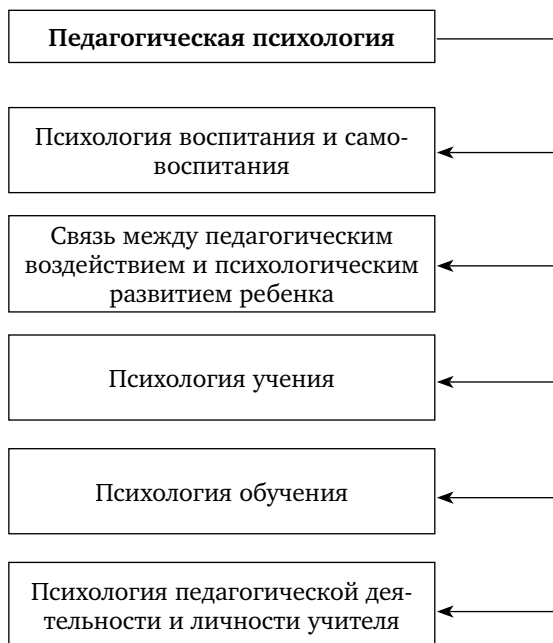 Педагогическая психология
Психология воспитания и само-
воспитания
Связь между педагогическим
воздействием и психологическим
развитием ребенка
Психология учения
Психология обучения
Психология педагогической дея-
тельности и личности учителя